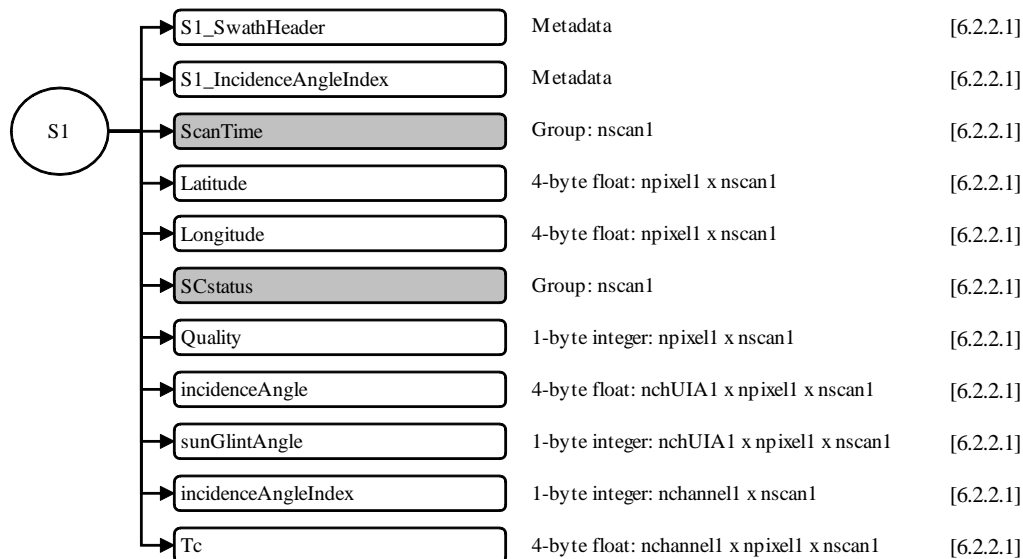 S1_SwathHeader Metadata [6.2.2.1]
S1_IncidenceAngleIndex Metadata [6.2.2.1]
S1 ScanTime Group: nscan1 [6.2.2.1]
Latitude 4-byte float: npixel1 x nscan1 [6.2.2.1]
Longitude 4-byte float: npixel1 x nscan1 [6.2.2.1]
SCstatus Group: nscan1 [6.2.2.1]
Quality 1-byte integer: npixel1 x nscan1 [6.2.2.1]
incidenceAngle 4-byte float: nchUIA1 x npixel1 x nscan1 [6.2.2.1]
sunGlintAngle 1-byte integer: nchUIA1 x npixel1 x nscan1 [6.2.2.1]
incidenceAngleIndex 1-byte integer: nchannel1 x nscan1 [6.2.2.1]
Tc 4-byte float: nchannel1 x npixel1 x nscan1 [6.2.2.1]